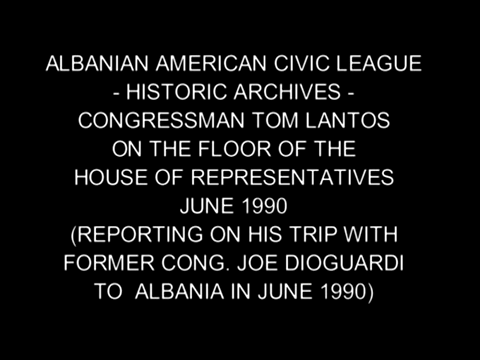 ALBANIAN AMERICAN CIVIC LEAGUE
- HISTORIC ARCHIVES -
CONGRESSMAN TOM LANTOS
ON THE FLOOR OF THE
HOUSE OF REPRESENTATIVES
JUNE 1990
(REPORTING ON HIS TRIP WITH
FORMER CONG. JOE DIOGUARDI
TO ALBANIA IN JUNE 1990)